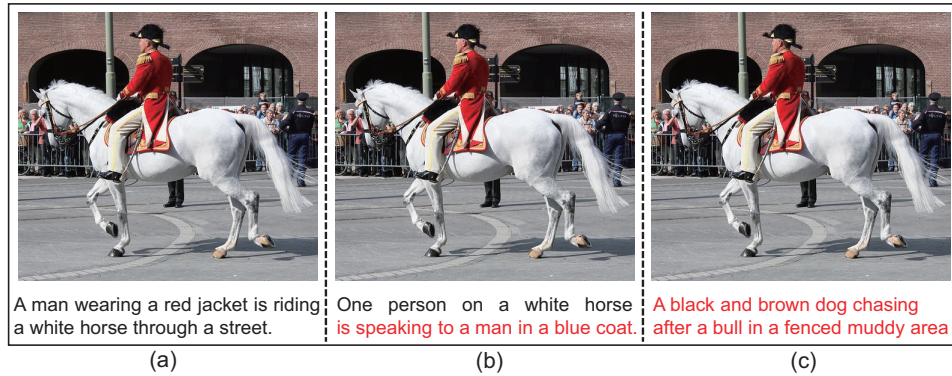 A man wearing a red jacket is riding
a white horse through a street.
One person on a white horse
is speaking to a man in a blue coat.
A black and brown dog chasing
after a bull in a fenced muddy area
(a)
(b)
(c)